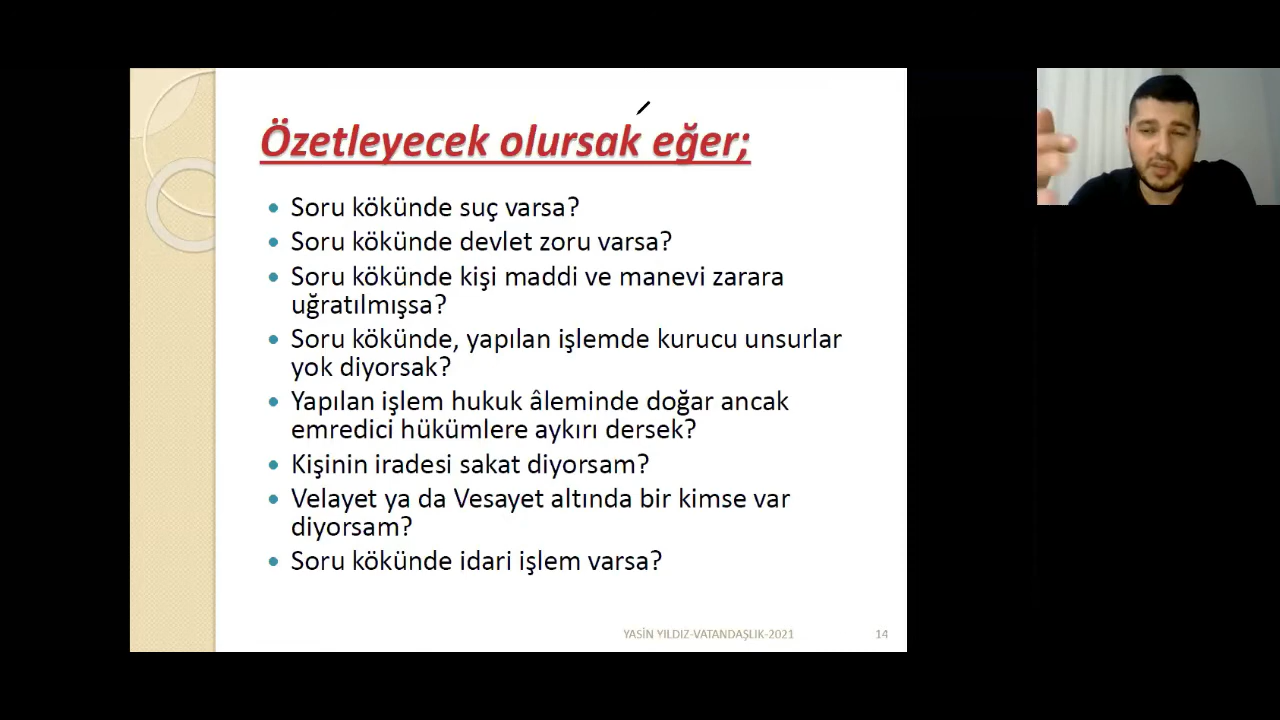 Özetleyecek olursak eğer;
• Soru kökünde suç varsa?
• Soru kökünde devlet zoru varsa?
• Soru kökünde kişi maddi ve manevi zarara
uğratılmışsa?
• Soru kökünde, yapılan işlemde kurucu unsurlar
yok diyorsak?
• Yapılan işlem hukuk âleminde doğar ancak
emredici hükümlere aykırı dersek?
• Kişinin iradesi sakat diyorsam?
• Velayet ya da Vesayet altında bir kimse var
diyorsam?
• Soru kökünde idari işlem varsa?
YASİN YILDIZ-VATANDAŞLIK-2021
14